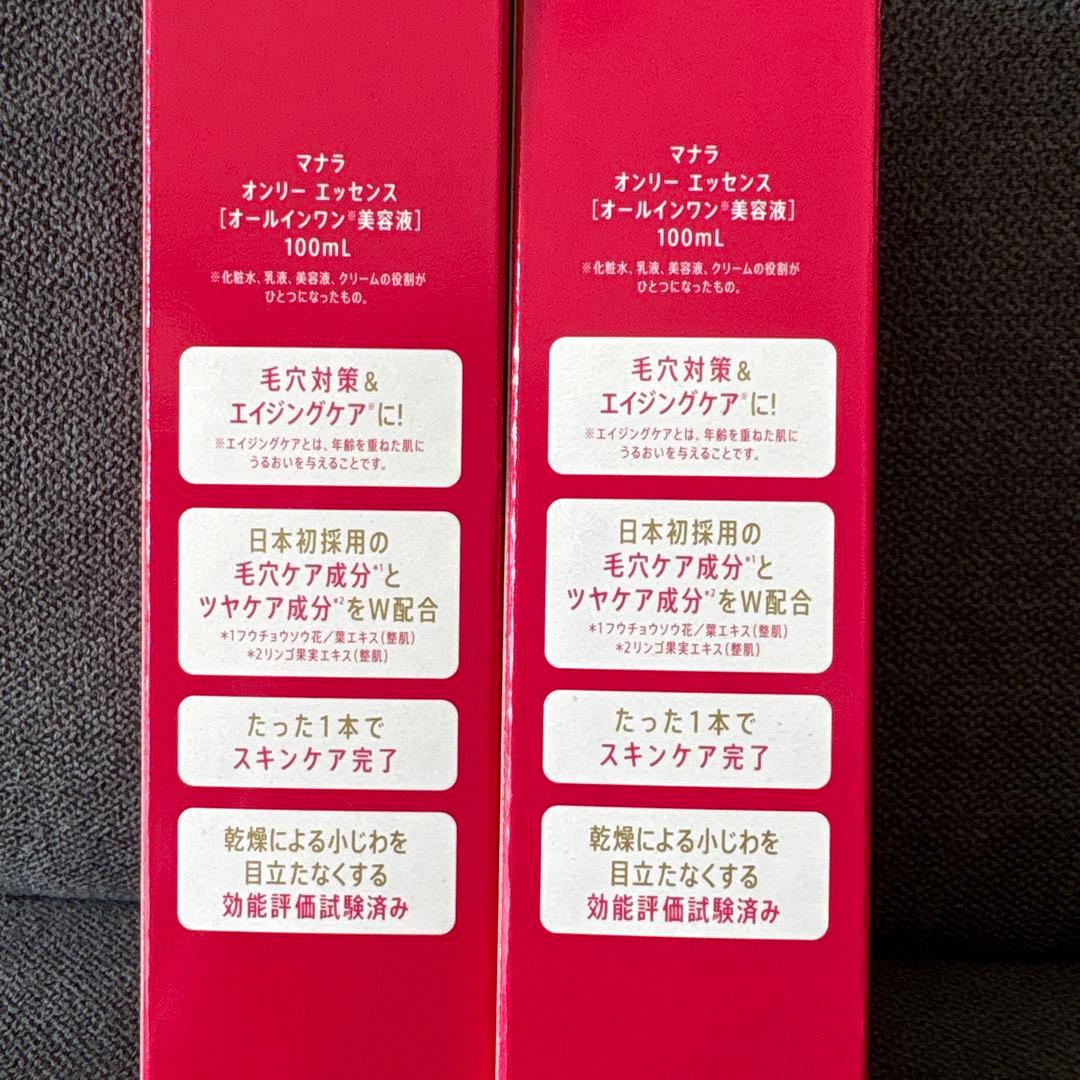 マナラ
オンリー エッセンス
[オールインワン※美容液]
100mL
※化粧水、乳液、美容液、クリームの役割が
ひとつになったもの。
毛穴対策&
エイジングケア※に!
※エイジングケアとは、年齢を重ねた肌に
うるおいを与えることです。
日本初採用の
毛穴ケア成分*1と
ツヤケア成分*2をW配合
*1フウチョウソウ花/葉エキス(整肌)
*2リンゴ果実エキス(整肌)
たった1本で
スキンケア完了
乾燥による小じわを
目立たなくする
効能評価試験済み
マナラ
オンリー エッセンス
[オールインワン※美容液]
100mL
※化粧水、乳液、美容液、クリームの役割が
ひとつになったもの。
毛穴対策&
エイジングケア※に!
※エイジングケアとは、年齢を重ねた肌に
うるおいを与えることです。
日本初採用の
毛穴ケア成分*1と
ツヤケア成分*2をW配合
*1フウチョウソウ花/葉エキス(整肌)
*2リンゴ果実エキス(整肌)
たった1本で
スキンケア完了
乾燥による小じわを
目立たなくする
効能評価試験済み